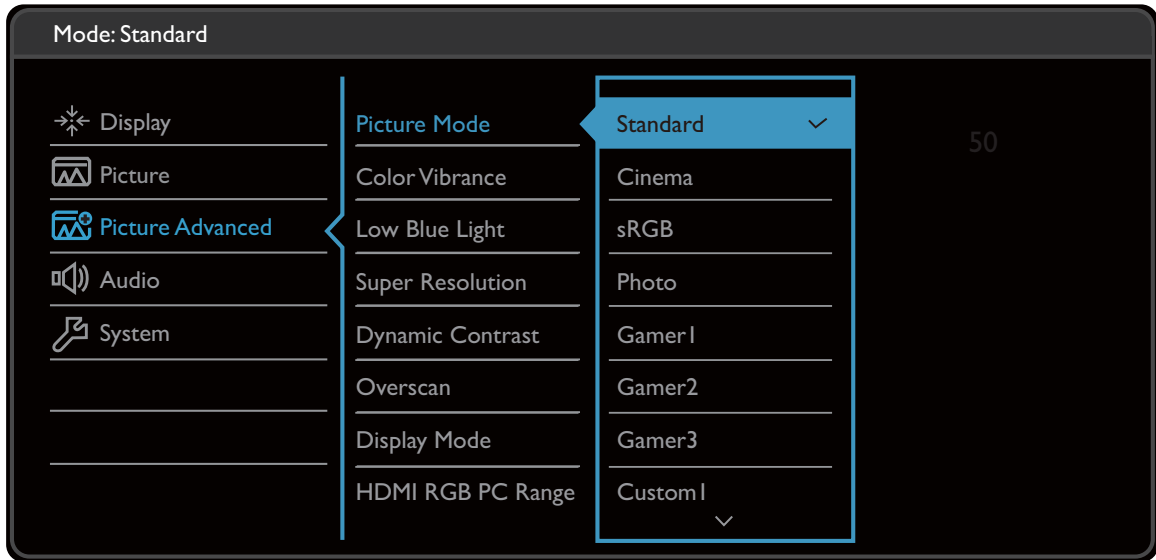 Mode: Standard
Display
Picture
Picture Advanced
Audio
System
Picture Mode
Color Vibrance
Low Blue Light
Super Resolution
Dynamic Contrast
Overscan
Display Mode
HDMI RGB PC Range
Standard
Cinema
sRGB
Photo
Gamer1
Gamer2
Gamer3
Custom1
50